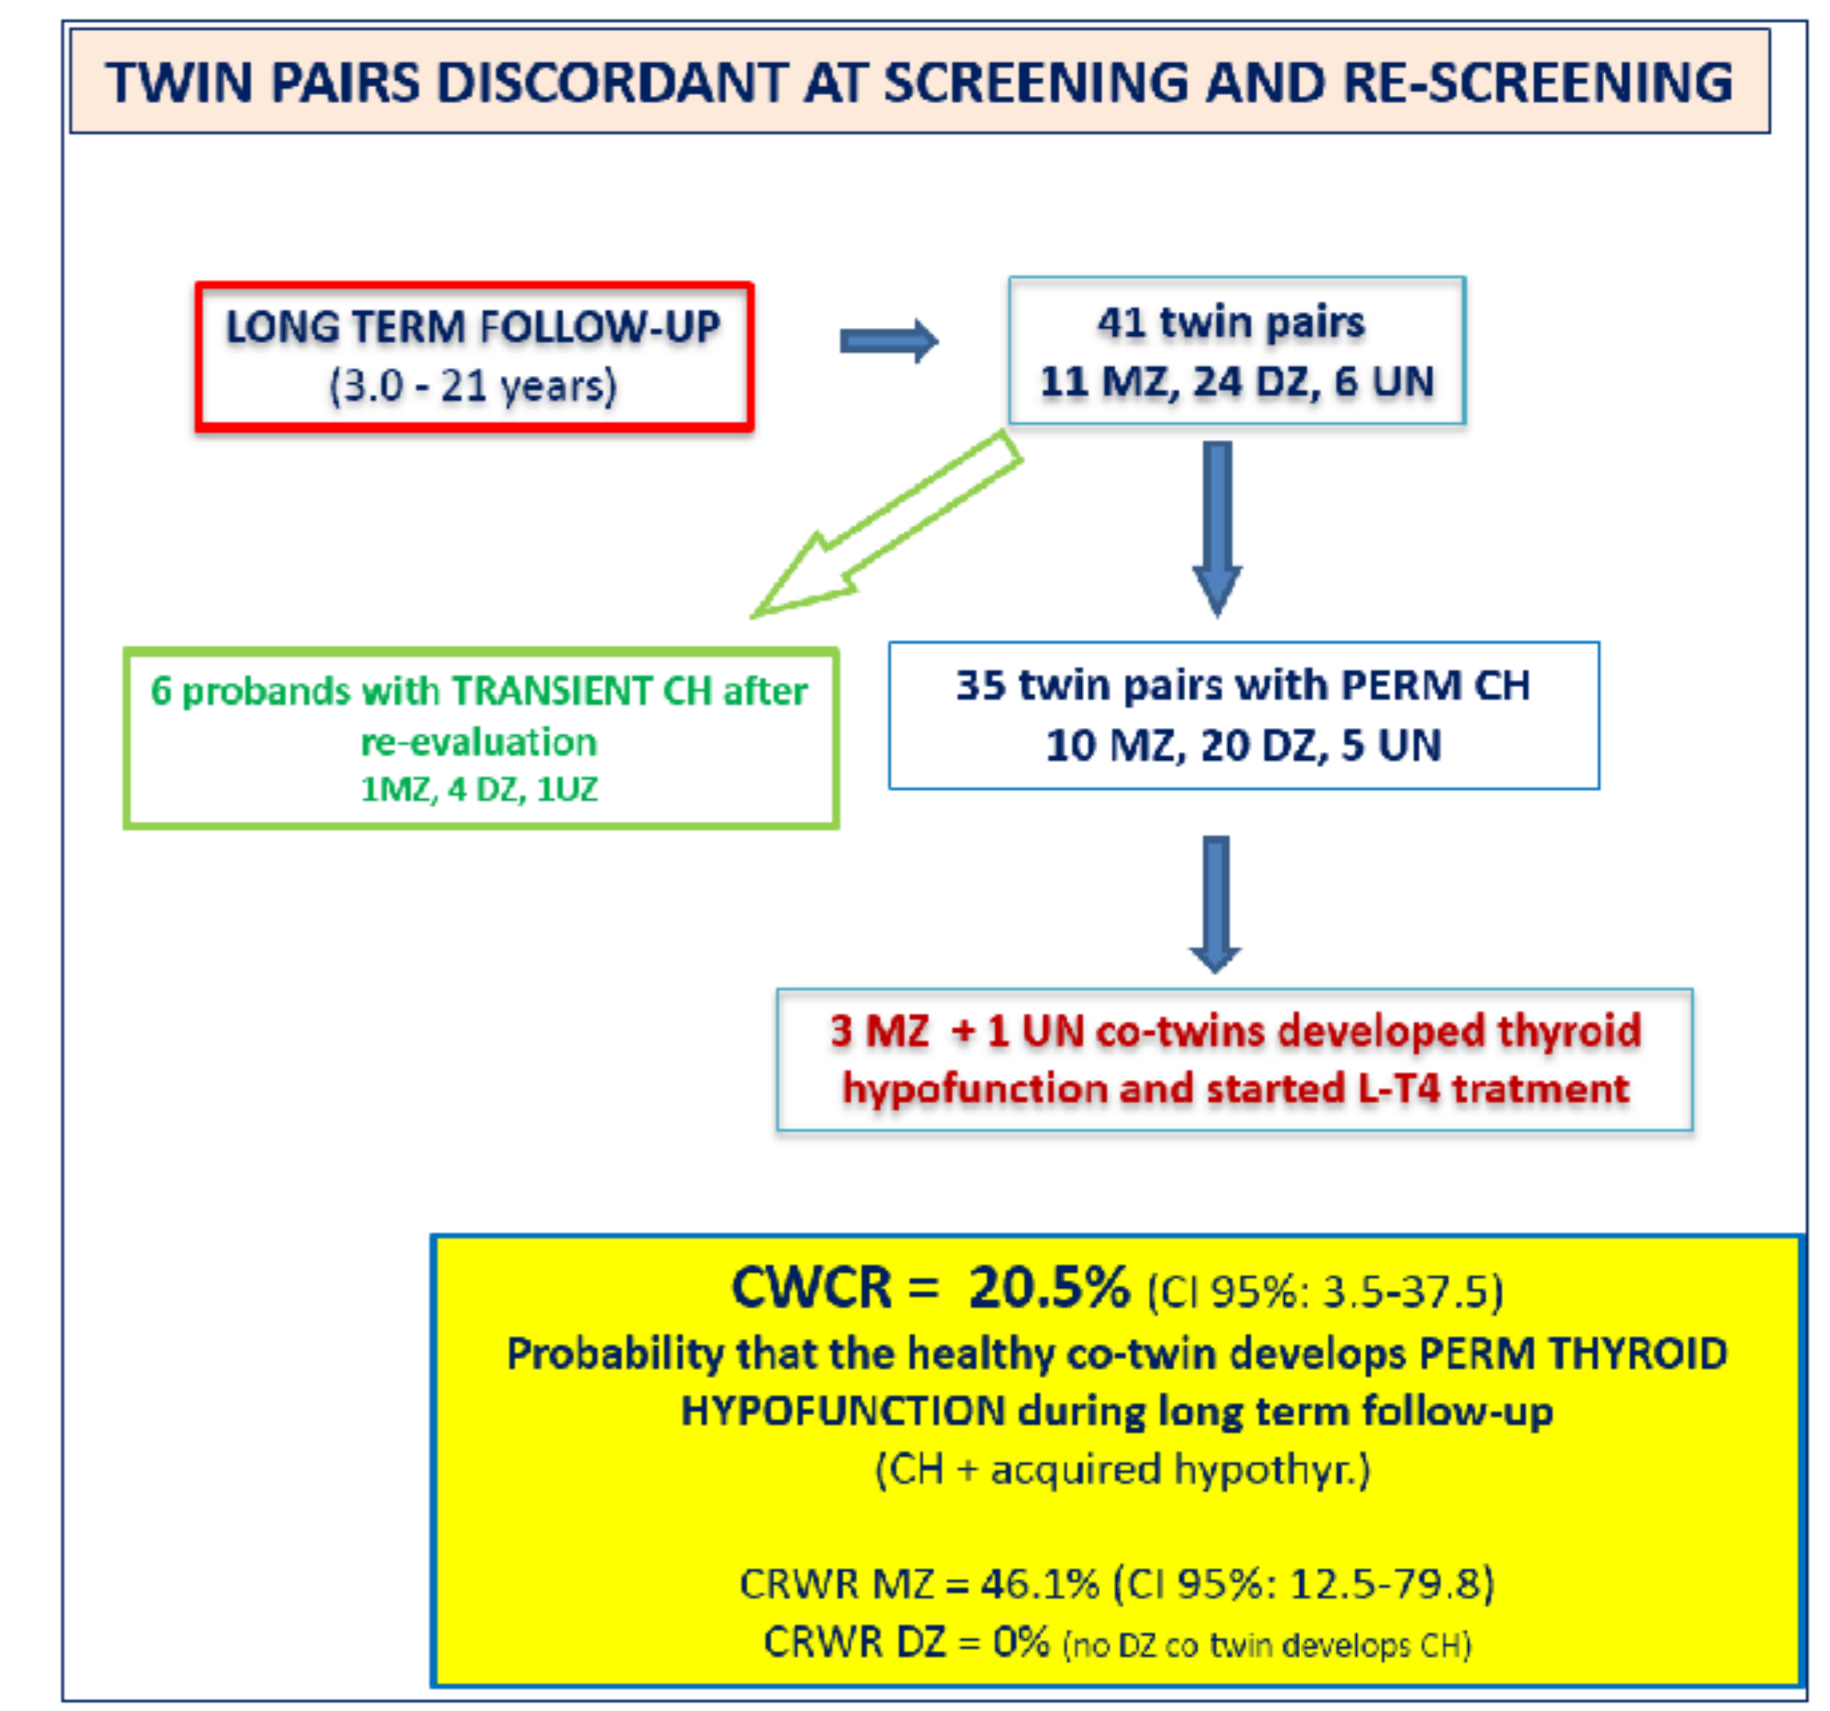 TWIN PAIRS DISCORDANT AT SCREENING AND RE-SCREENING
LONG TERM FOLLOW-UP
(3.0 - 21 years)
41 twin pairs
11 MZ, 24 DZ, 6 UN
6 probands with TRANSIENT CH after
re-evaluation
1MZ, 4 DZ, 1UZ
35 twin pairs with PERM CH
10 MZ, 20 DZ, 5 UN
3 MZ + 1 UN co-twins developed thyroid
hypofunction and started L-T4 tratment
CWCR = 20.5% (CI 95%: 3.5-37.5)
Probability that the healthy co-twin develops PERM THYROID
HYPOFUNCTION during long term follow-up
(CH + acquired hypothyr.)
CRWR MZ = 46.1% (CI 95%: 12.5-79.8)
CRWR DZ = 0% (no DZ co twin develops CH)